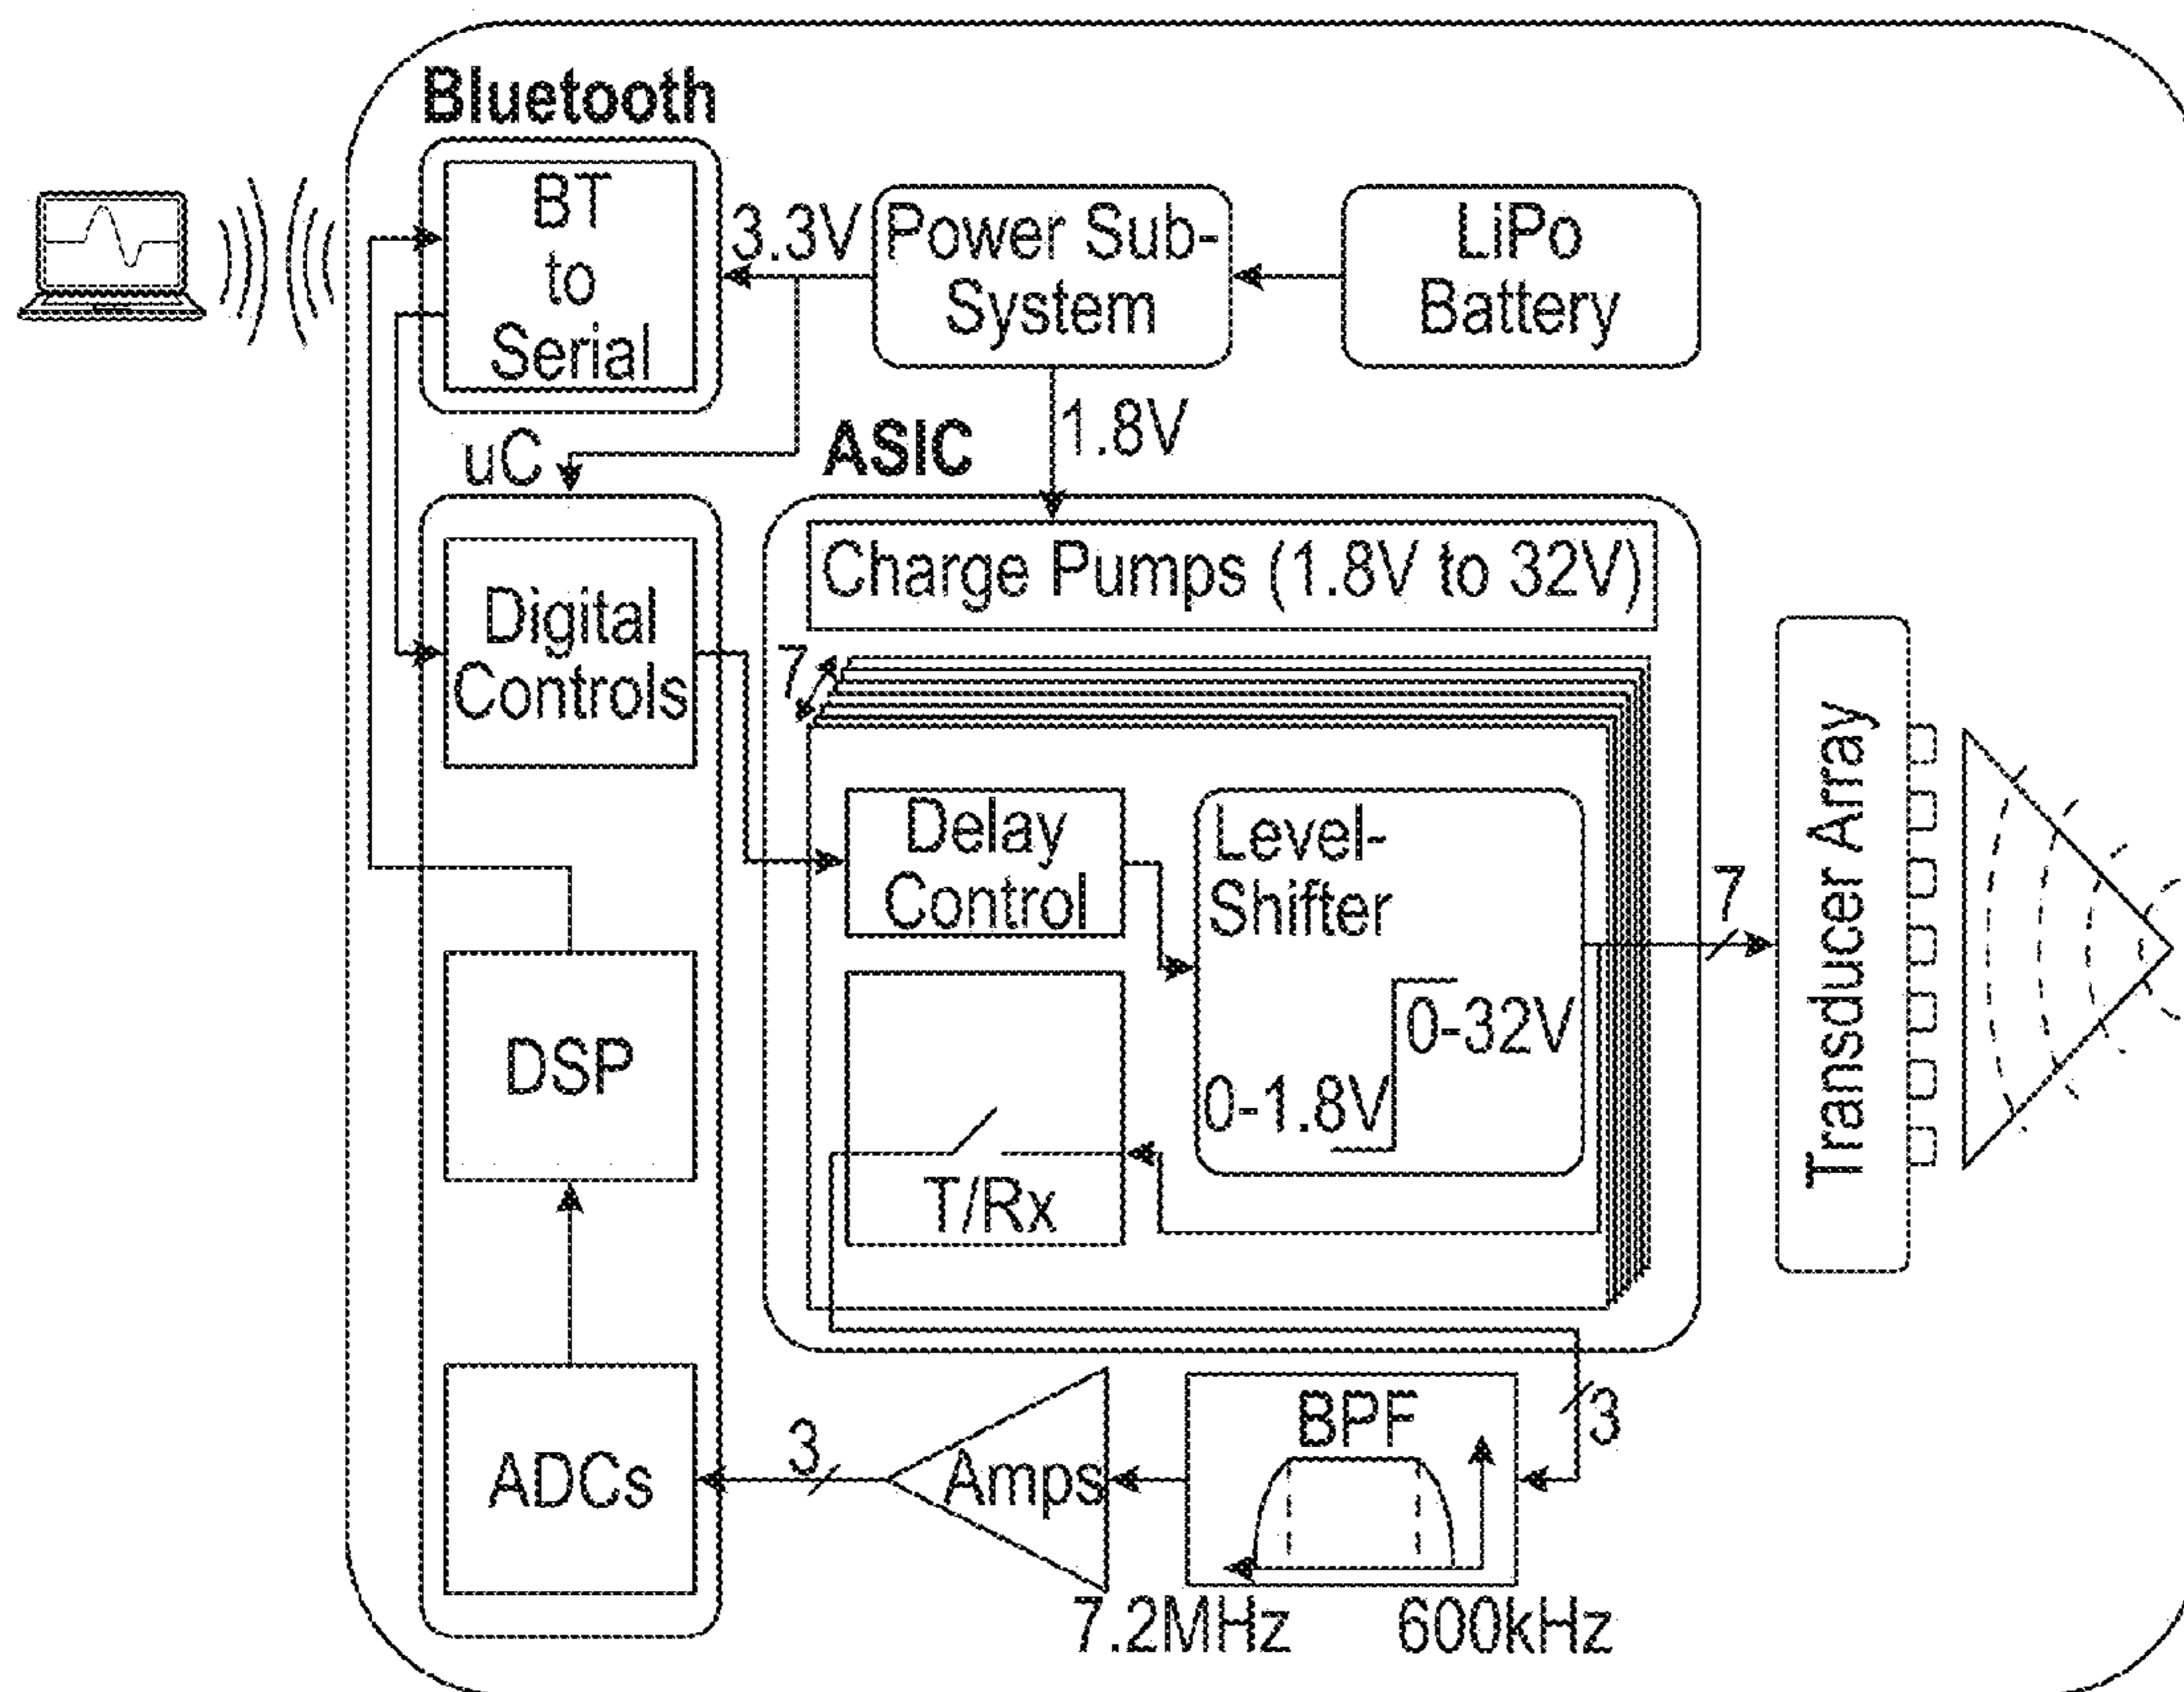 Bluetooth
BT
to
Serial
3.3V
Power Sub-
System
LiPo
Battery
1.8V
uC
ASIC
Charge Pumps (1.8V to 32V)
Digital
Controls
7
Delay
Control
Level-
Shifter
0-32V
0-1.8V
T/Rx
7
Transducer Array
DSP
ADCs
3
Amps
BPF
3
7.2MHz
600kHz